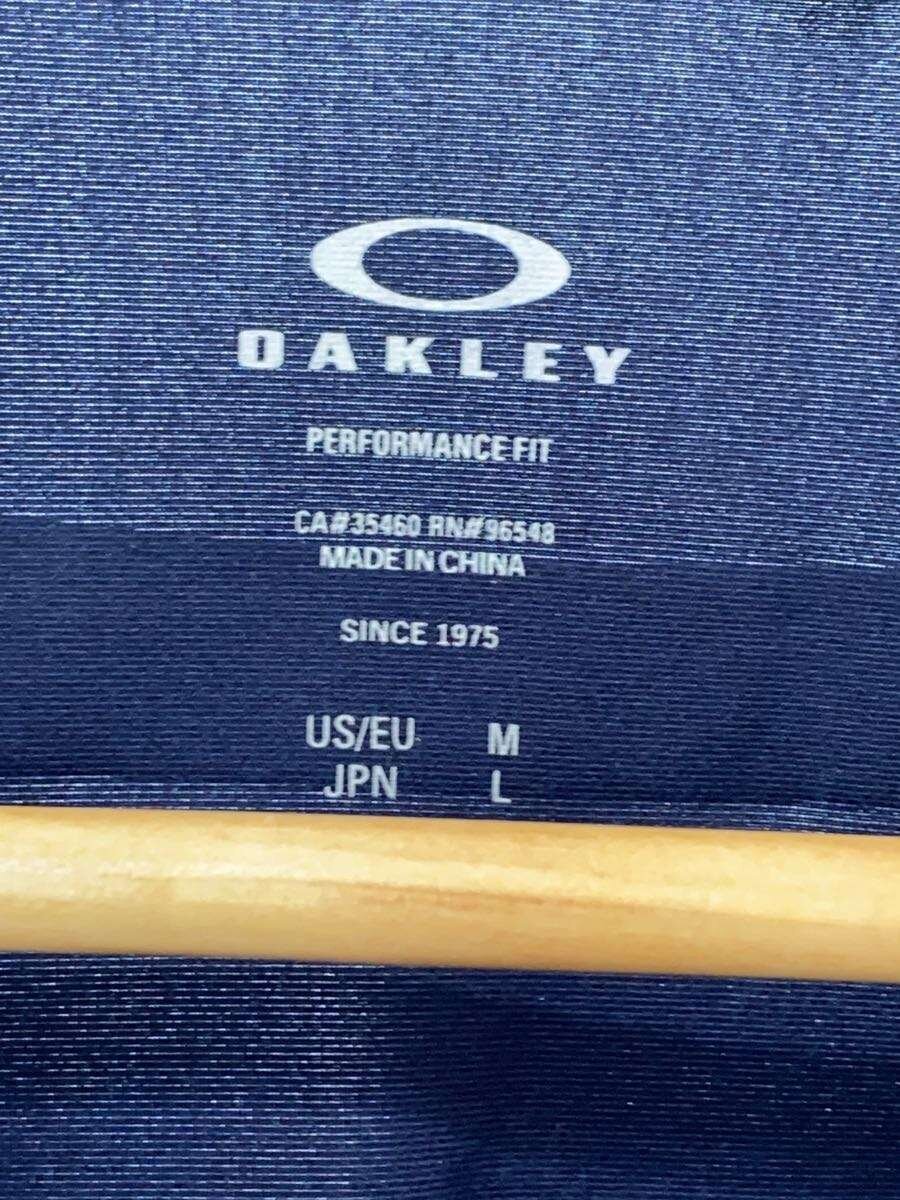 OAKLEY
PERFORMANCE FIT
CA#35460 RN#96548
MADE IN CHINA
SINCE 1975
US/EU M
JPN L